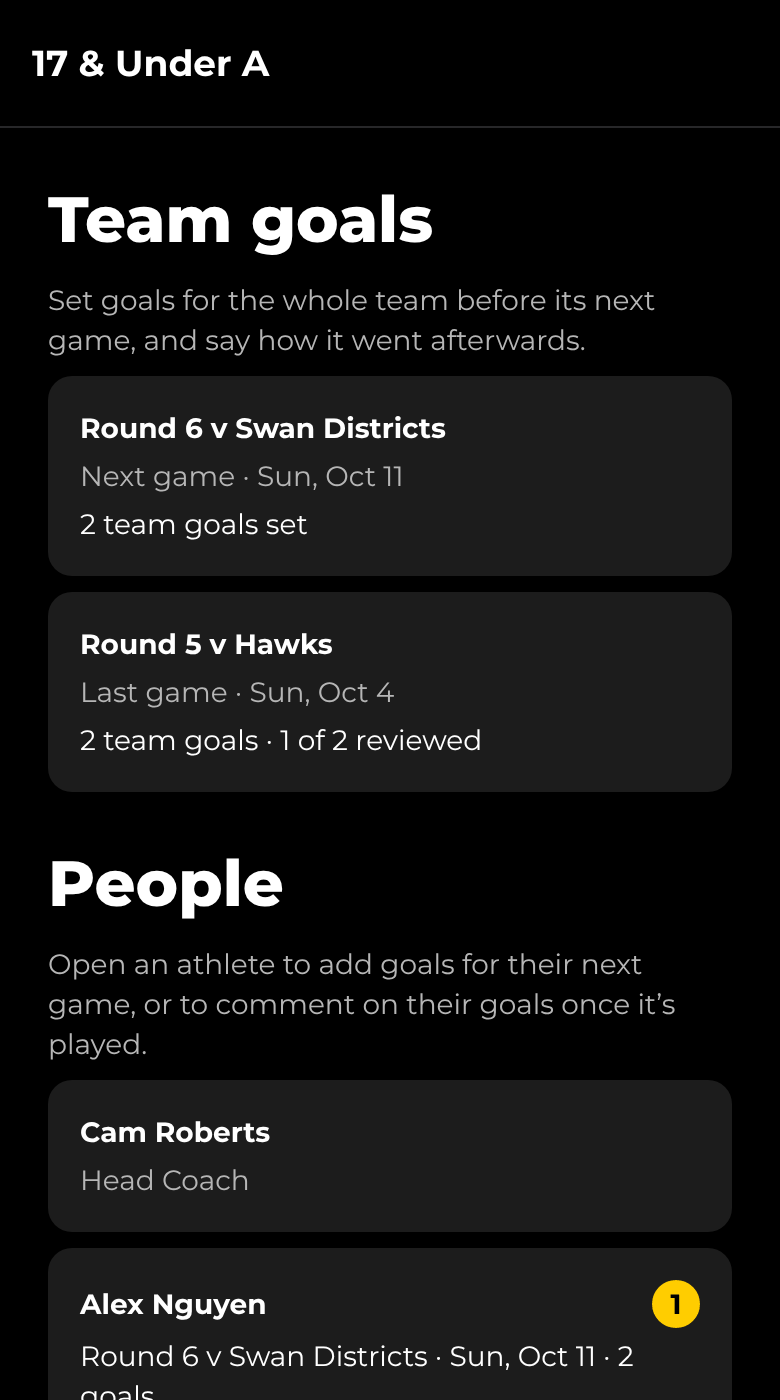 17 & Under A
Team goals
Set goals for the whole team before its next
game, and say how it went afterwards.
Round 6 v Swan Districts
Next game · Sun, Oct 11
2 team goals set
Round 5 v Hawks
Last game · Sun, Oct 4
2 team goals · 1 of 2 reviewed
People
Open an athlete to add goals for their next
game, or to comment on their goals once it’s
played.
Cam Roberts
Head Coach
Alex Nguyen
1
Round 6 v Swan Districts · Sun, Oct 11 · 2
goals